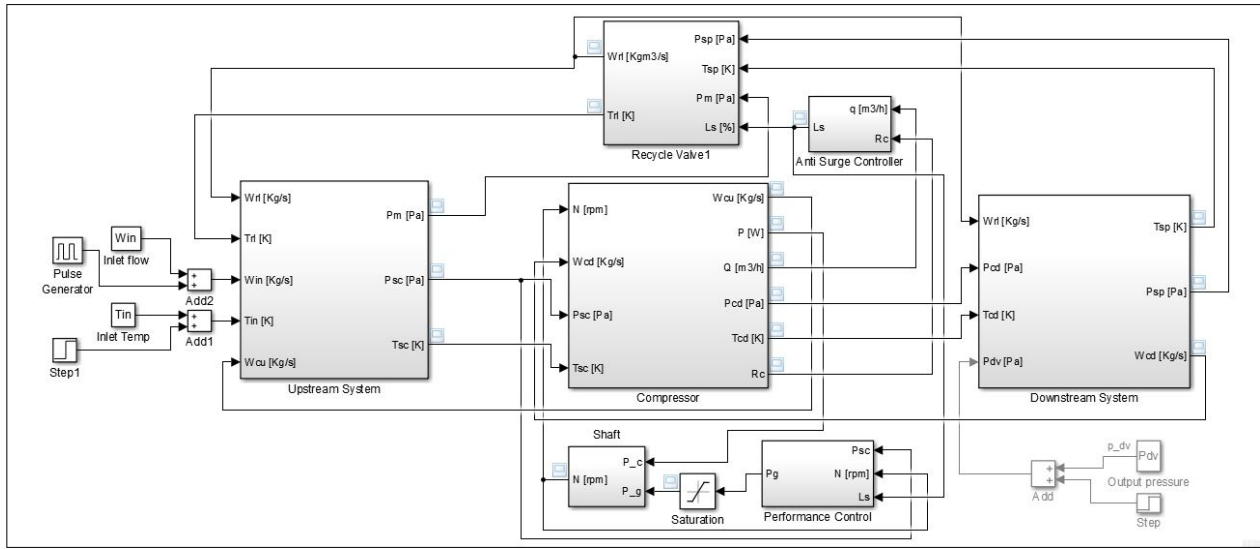 Wrl [Kgm3/s]
Trl [K]
Psp [Pa]
Tsp [K]
Pm [Pa]
Ls [%]
Recycle Valve1
Ls
q [m3/h]
Rc
Anti Surge Controller
Wrl [Kg/s]
Trl [K]
Win [Kg/s]
Tin [K]
Wcu [Kg/s]
Pm [Pa]
Psc [Pa]
Tsc [K]
Upstream System
Pulse
Generator
Win
Inlet flow
+
+
Add2
Tin
Inlet Temp
+
+
Add1
Step1
N [rpm]
Wcd [Kg/s]
Psc [Pa]
Tsc [K]
Wcu [Kg/s]
P [W]
Q [m3/h]
Pcd [Pa]
Tcd [K]
Rc
Compressor
Wrl [Kg/s]
Pcd [Pa]
Tcd [K]
Pdv [Pa]
Tsp [K]
Psp [Pa]
Wcd [Kg/s]
Downstream System
Shaft
N [rpm]
P_c
P_g
Saturation
Pg
Psc
N [rpm]
Ls
Performance Control
+
+
Add
p_dv
Pdv
Output pressure
Step